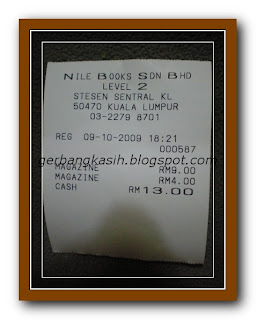 NILE BOOKS SDN BHD
LEVEL 2
STESEN SENTRAL KL
50470 KUALA LUMPUR
03-2279 8701
REG 09-10-2009 18:21
000587
gerbangkasih.blogspot.com
MAGAZINE RM9.00
MAGAZINE RM4.00
CASH RM13.00